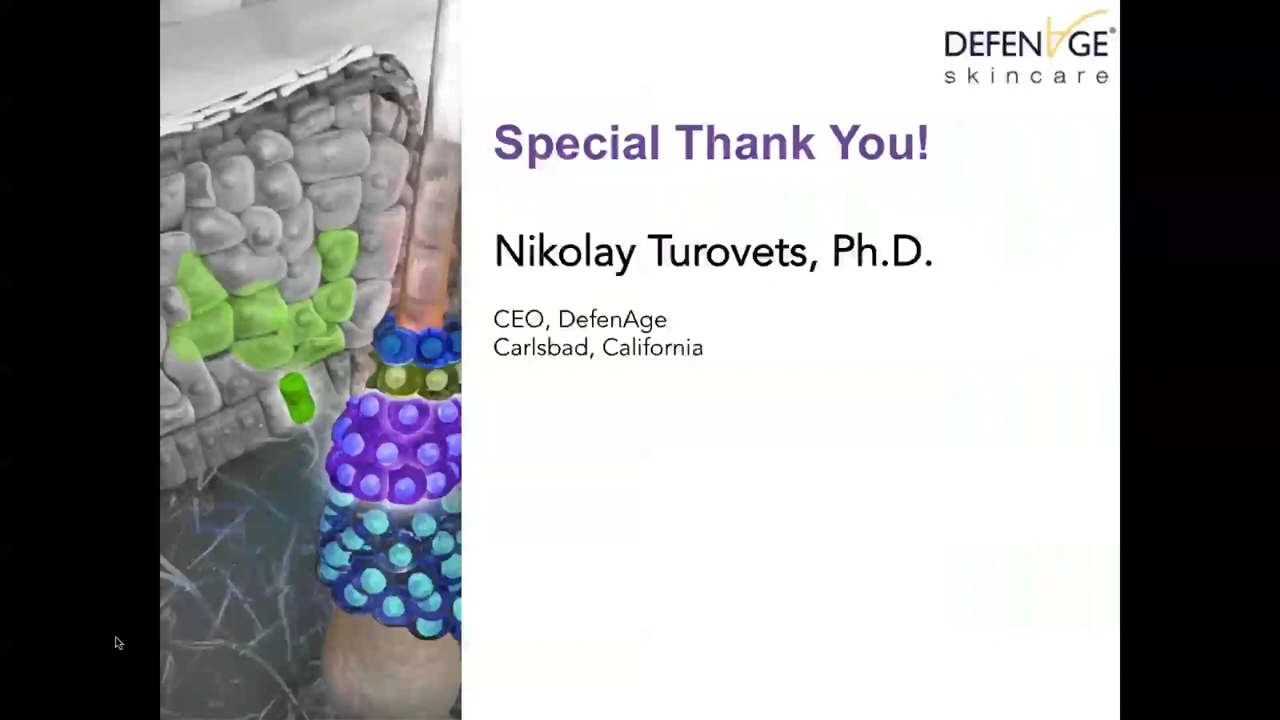 DEFENAGE®
skincare
Special Thank You!
Nikolay Turovets, Ph.D.
CEO, DefenAge
Carlsbad, California